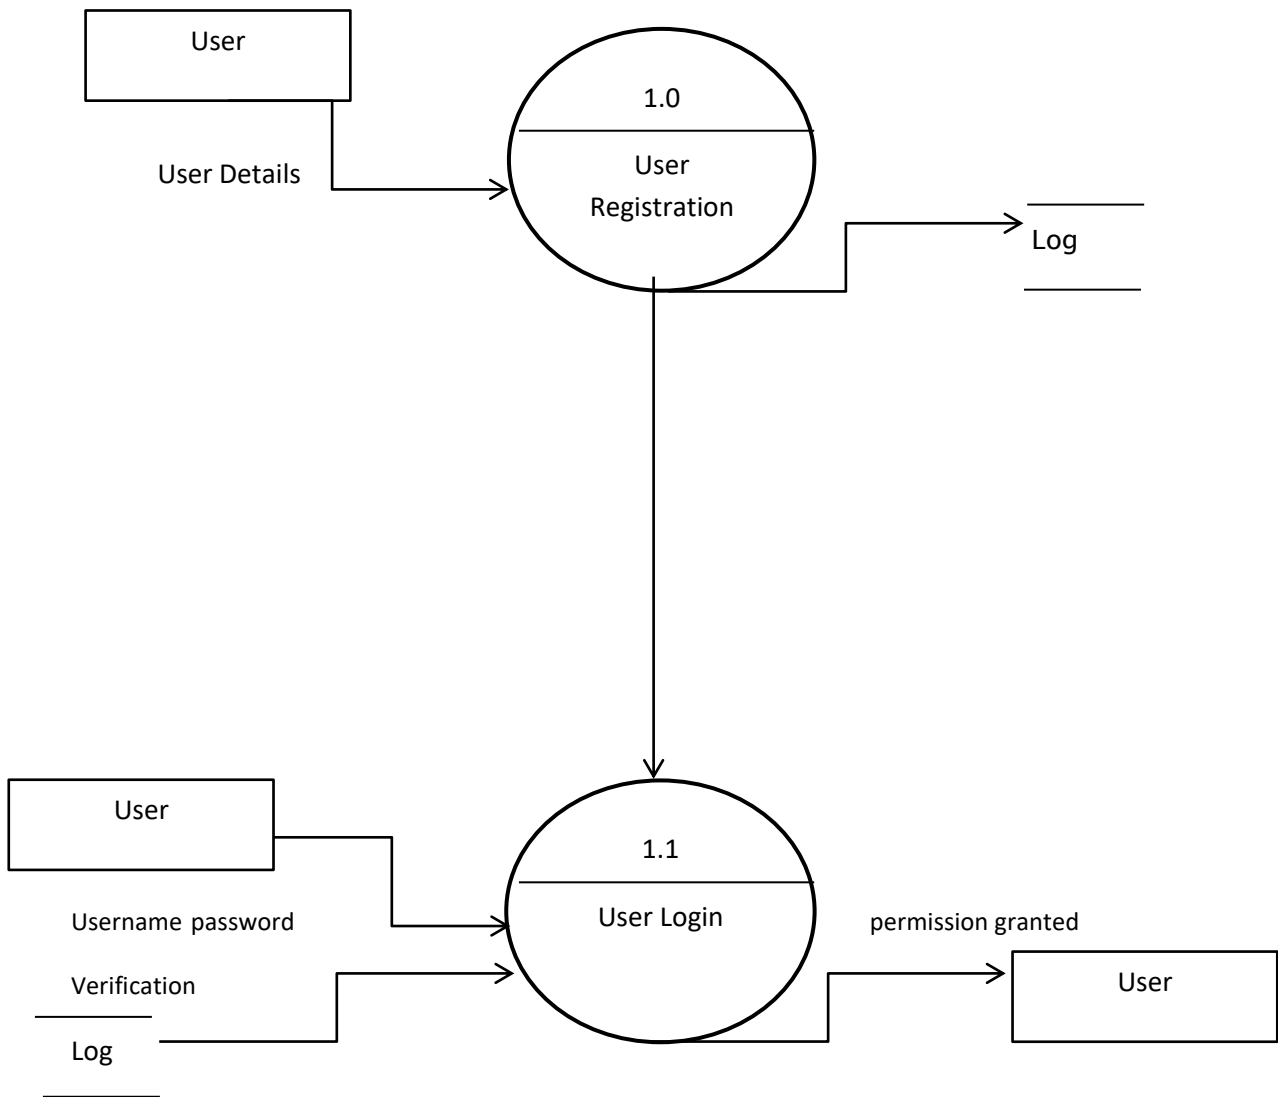 User
1.0
User Details
User
Registration
Log
User
1.1
User Login
Username password
permission granted
Verification
User
Log